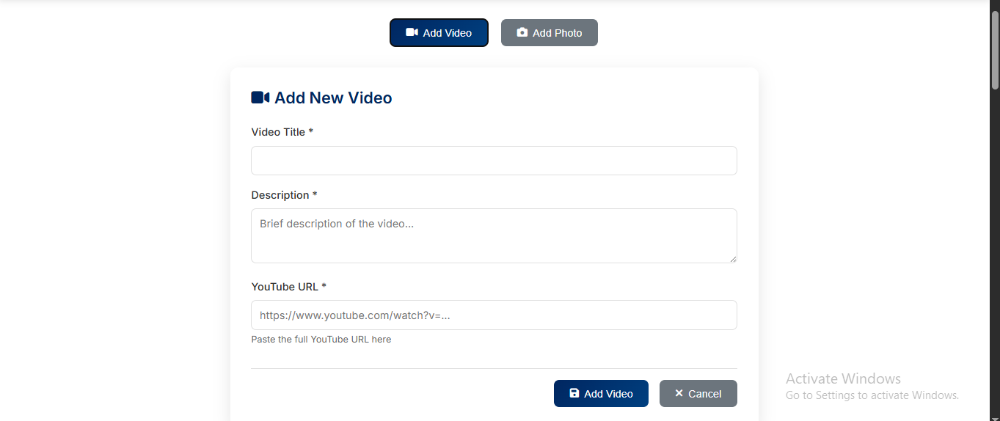 Add Video
Add Photo
Add New Video
Video Title *
Description *
Brief description of the video...
YouTube URL *
https://www.youtube.com/watch?v=...
Paste the full YouTube URL here
Add Video
Cancel
Activate Windows
Go to Settings to activate Windows.